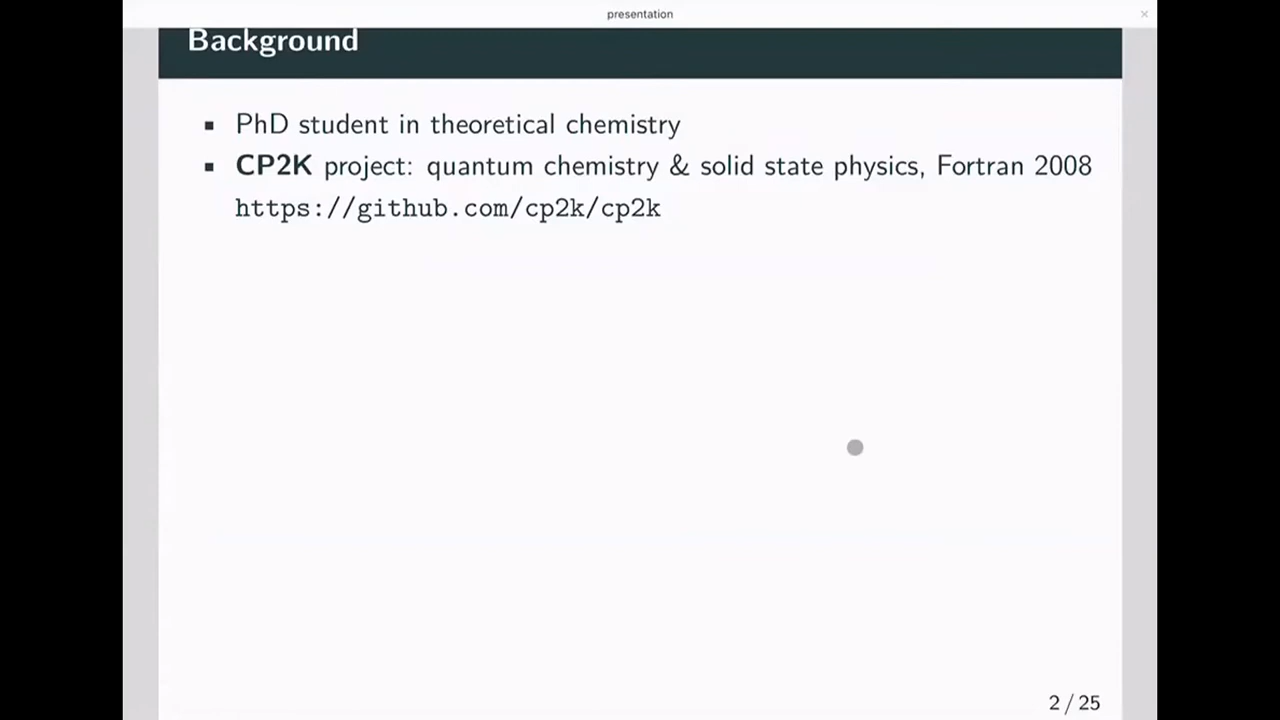 presentation
Background
PhD student in theoretical chemistry
CP2K project: quantum chemistry & solid state physics, Fortran 2008
https://github.com/cp2k/cp2k
2 / 25